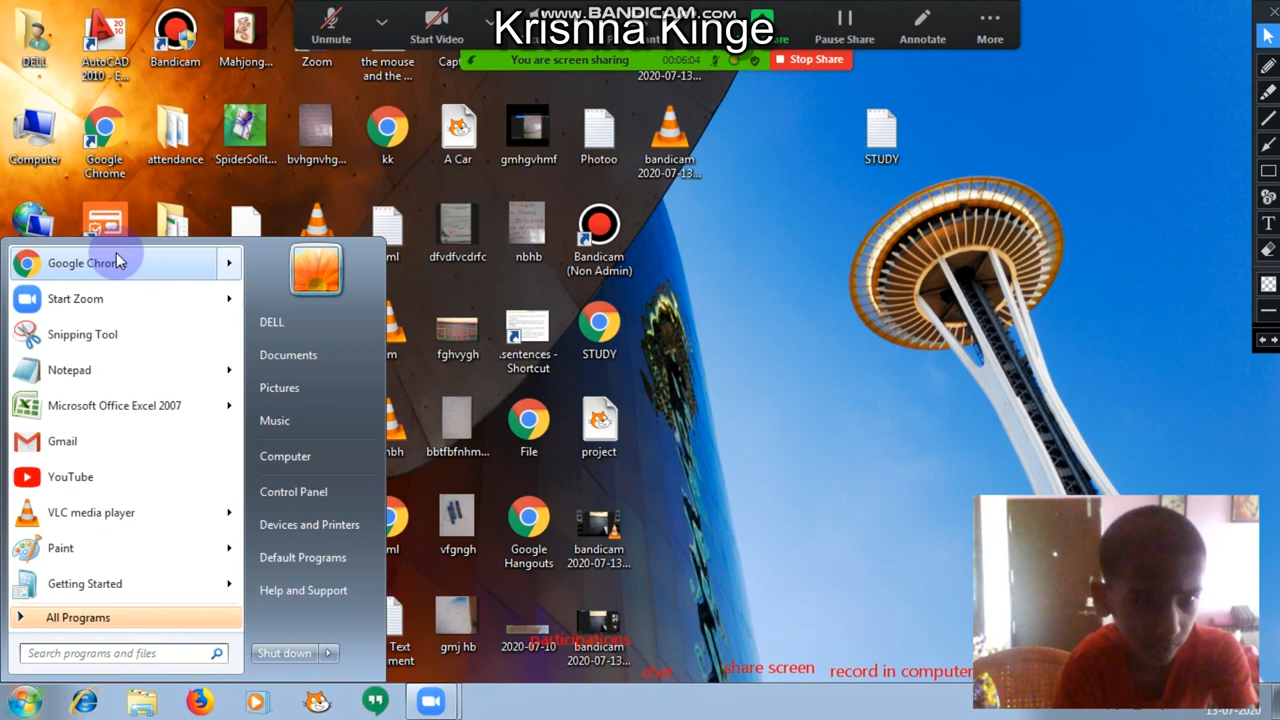 www.BANDICAM.com
Krishna Kinge
Unmute
Start Video
Pause Share
Annotate
More
You are screen sharing
00:06:04
Stop Share
DELL
AutoCAD
2010 - E...
Bandicam
Mahjong...
Zoom
the mouse
and the ...
Capt
2020-07-13...
Computer
Google
Chrome
attendance
SpiderSolit...
bvhgnvhg...
kk
A Car
gmhgvhmf
Photoo
bandicam
2020-07-13...
STUDY
ml
dfvdfvcdrfc
nbhb
Bandicam
(Non Admin)
m
fghvygh
.sentences -
Shortcut
STUDY
nbh
bbtfbfnhm...
File
project
ml
vfgngh
Google
Hangouts
bandicam
2020-07-13...
Text
ment
gmj hb
2020-07-10
bandicam
2020-07-13...
participations
chat
share screen
record in computer
Google Chrome
Start Zoom
Snipping Tool
Notepad
Microsoft Office Excel 2007
Gmail
YouTube
VLC media player
Paint
Getting Started
All Programs
Search programs and files
DELL
Documents
Pictures
Music
Computer
Control Panel
Devices and Printers
Default Programs
Help and Support
Shut down
13-07-2020